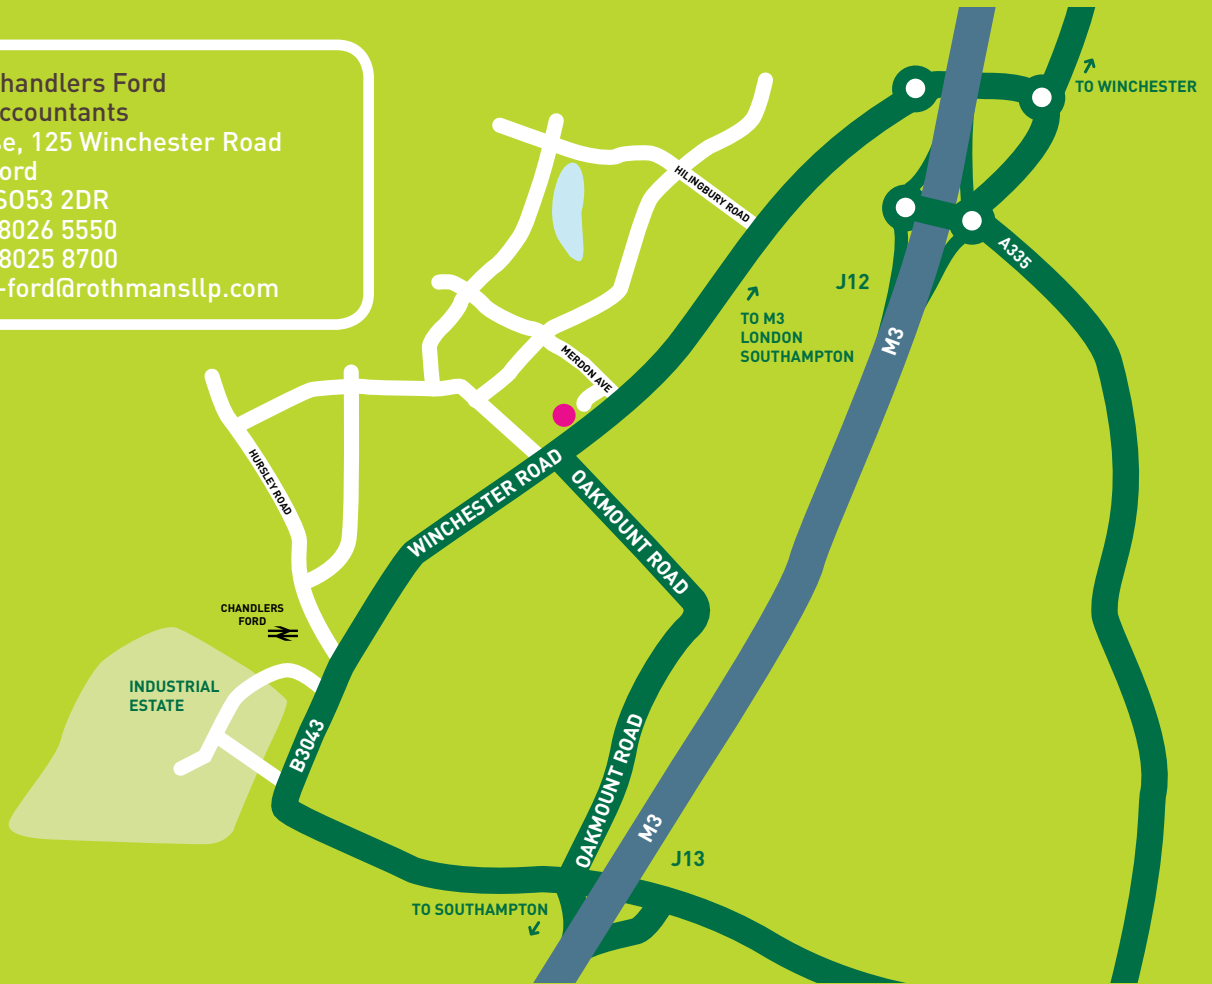 handlers Ford
ccountants
se, 125 Winchester Road
ord
SO53 2DR
8026 5550
8025 8700
-ford@rothmansllp.com
TO WINCHESTER
HILINGBURY ROAD
A335
J12
TO M3
LONDON
SOUTHAMPTON
M3
MERDON AVE
HURSLEY ROAD
WINCHESTER ROAD
OAKMOUNT ROAD
CHANDLERS
FORD
INDUSTRIAL
ESTATE
B3043
OAKMOUNT ROAD
M3
J13
TO SOUTHAMPTON